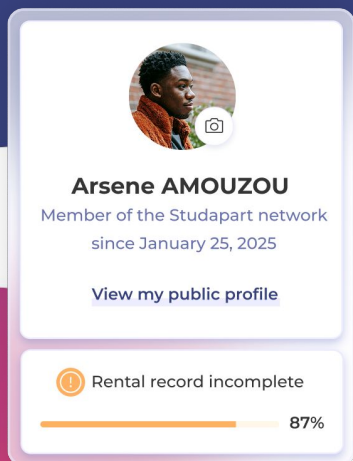 Arsene AMOUZOU
Member of the Studapart network
since January 25, 2025
View my public profile
Rental record incomplete
87%